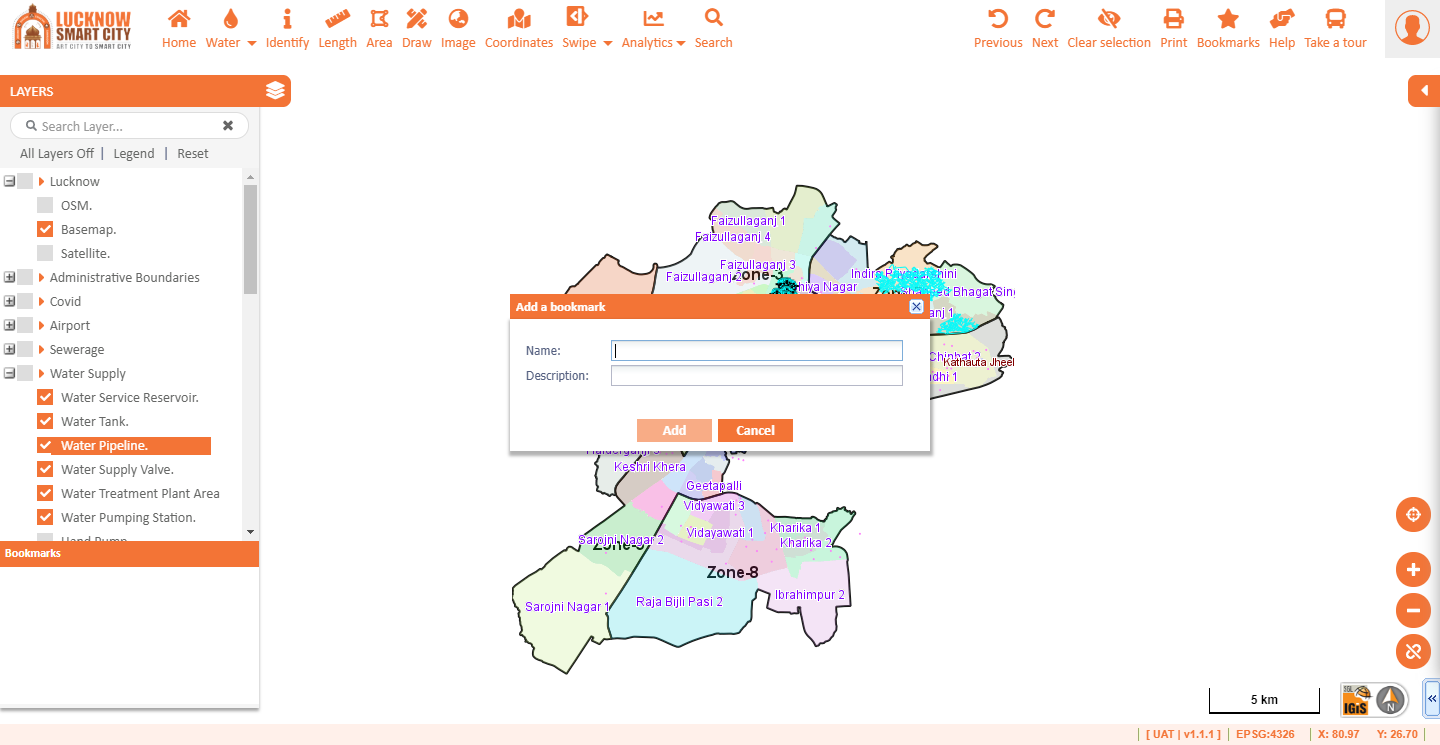 LUCKNOW
SMART CITY
ART CITY TO SMART CITY
Home Water Identify Length Area Draw Image Coordinates Swipe Analytics Search
Previous Next Clear selection Print Bookmarks Help Take a tour
LAYERS
Search Layer...
All Layers Off | Legend | Reset
Lucknow
OSM.
Basemap.
Satellite.
Administrative Boundaries
Covid
Airport
Sewerage
Water Supply
Water Service Reservoir.
Water Tank.
Water Pipeline.
Water Supply Valve.
Water Treatment Plant Area
Water Pumping Station.
Hand Pump
Bookmarks
Faizullaganj 1
Faizullaganj 4
Faizullaganj 3
Faizullaganj 2
Zone-3
hiya Nagar
Indira Priyadarshini
Shaheed Bhagat Sing
anj 1
Chinhat 2
Kathauta Jheel
dhi 1
Add a bookmark
Name:
Description:
Add Cancel
Keshri Khera
Geetapalli
Vidyawati 3
Vidayawati 1
Kharika 1
Kharika 2
Sarojni Nagar 2
Zone-5
Zone-8
Ibrahimpur 2
Raja Bijli Pasi 2
Sarojni Nagar 1
5 km
SGL
IGiS
N
[ UAT | v1.1.1 ] EPSG:4326 X: 80.97 Y: 26.70